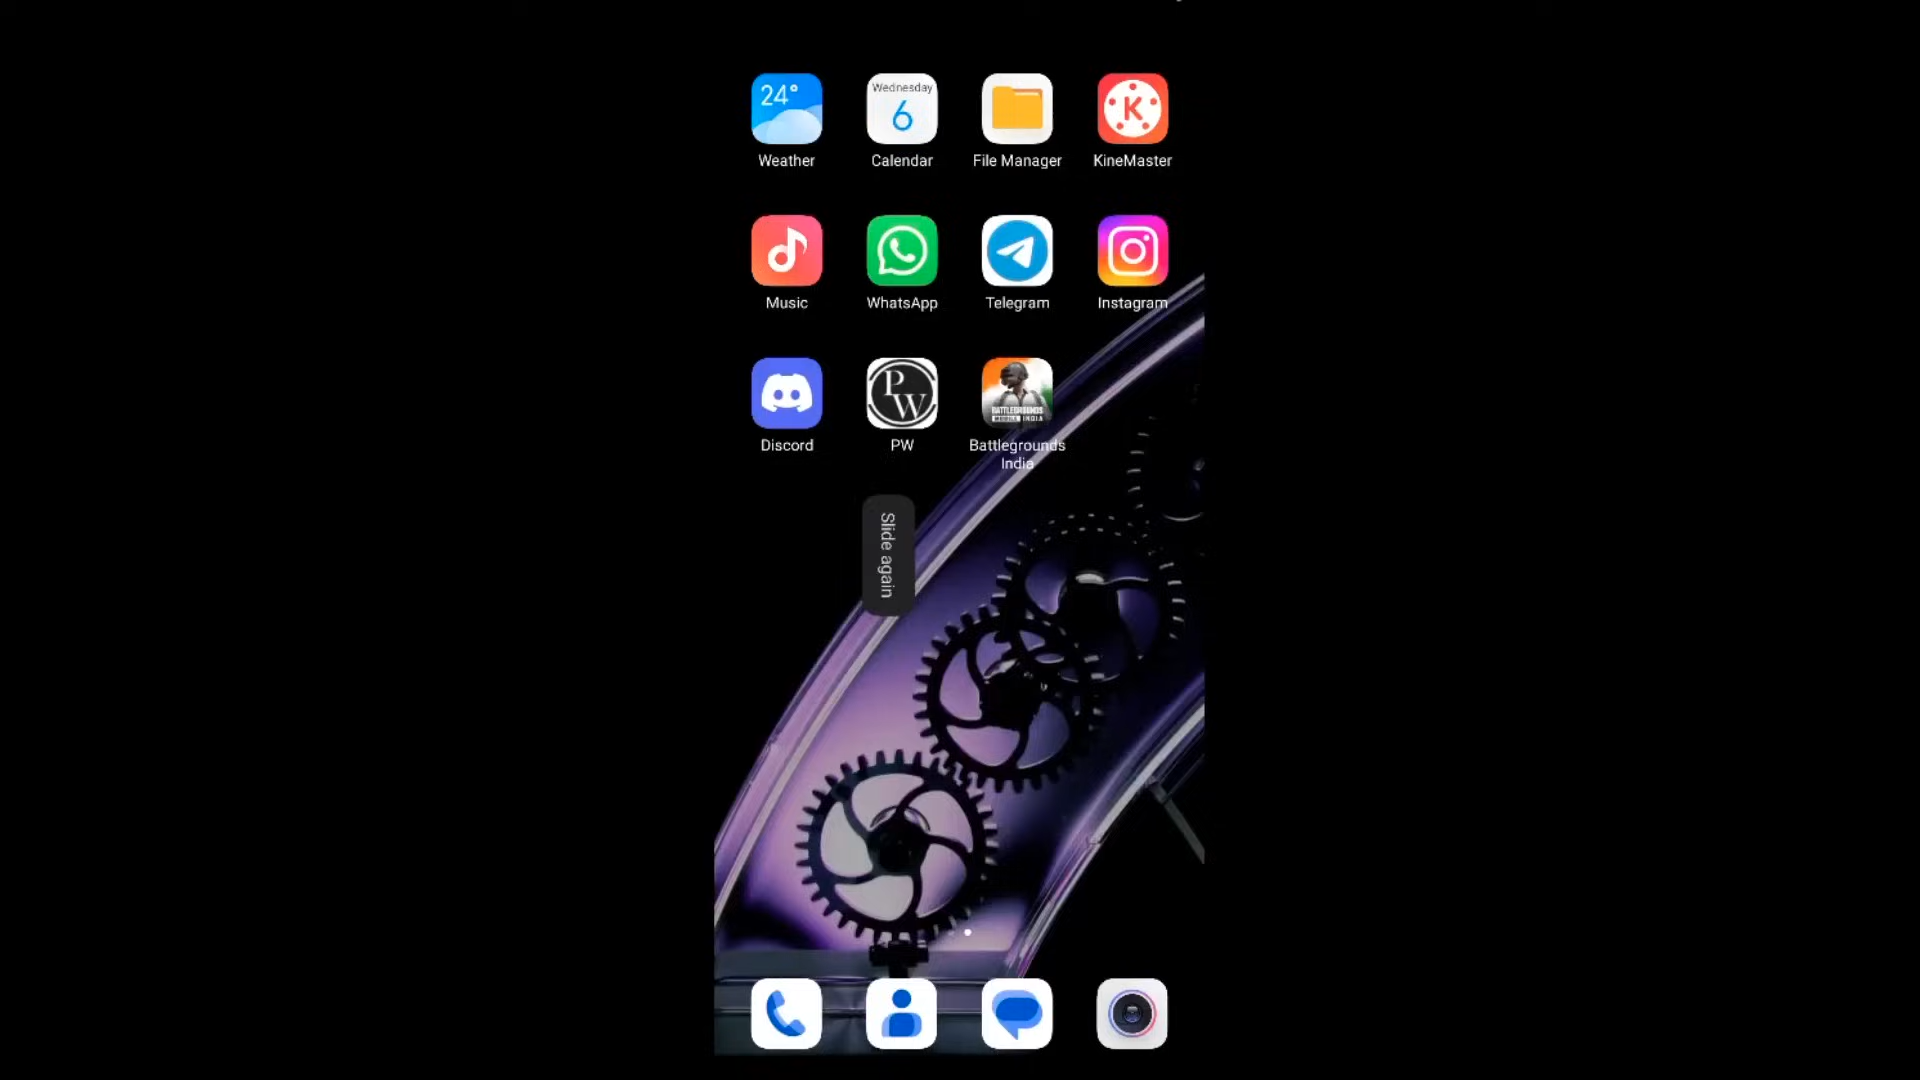 24°
Weather
Wednesday
6
Calendar
File Manager
K
KineMaster
Music
WhatsApp
Telegram
Instagram
Discord
PW
PW
BATTLEGROUNDS
MOBILE INDIA
Battlegrounds
India
Slide again